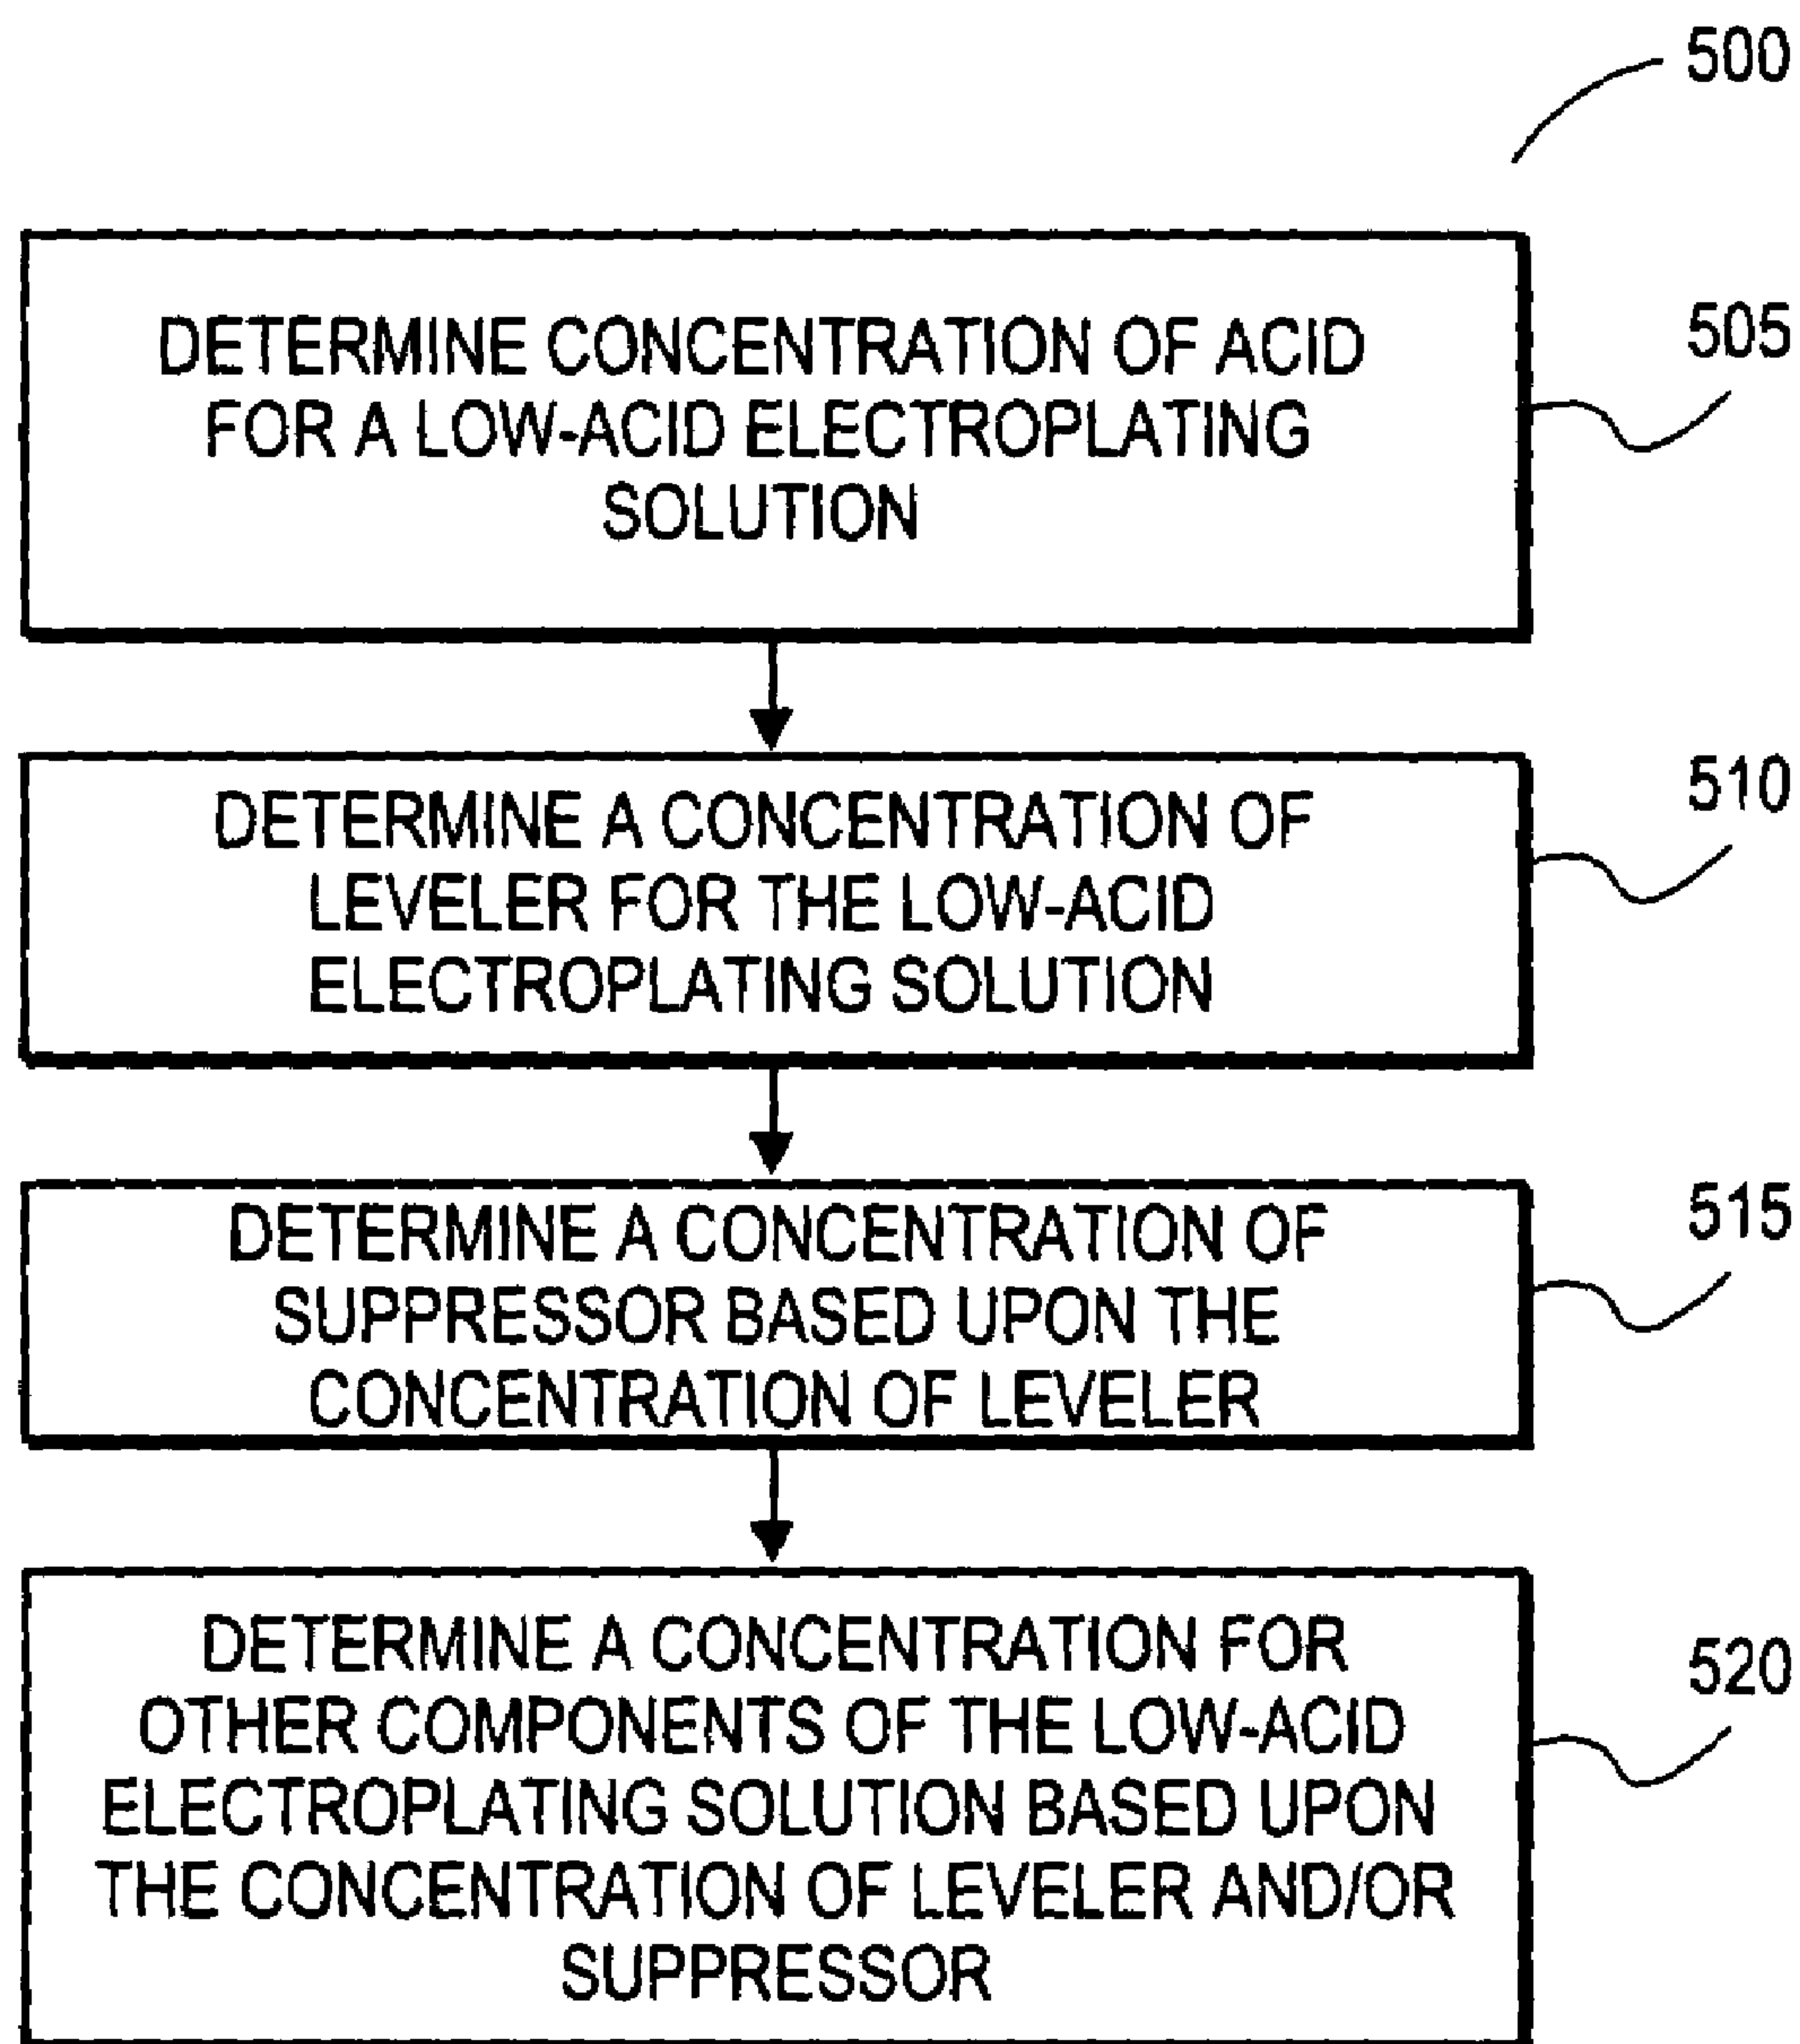 500
DETERMINE CONCENTRATION OF ACID
FOR A LOW-ACID ELECTROPLATING
SOLUTION
505
DETERMINE A CONCENTRATION OF
LEVELER FOR THE LOW-ACID
ELECTROPLATING SOLUTION
510
DETERMINE A CONCENTRATION OF
SUPPRESSOR BASED UPON THE
CONCENTRATION OF LEVELER
515
DETERMINE A CONCENTRATION FOR
OTHER COMPONENTS OF THE LOW-ACID
ELECTROPLATING SOLUTION BASED UPON
THE CONCENTRATION OF LEVELER AND/OR
SUPPRESSOR
520